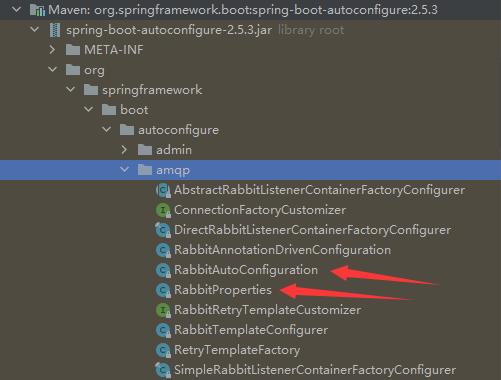 Maven: org.springframework.boot:spring-boot-autoconfigure:2.5.3
spring-boot-autoconfigure-2.5.3.jar library root
META-INF
org
springframework
boot
autoconfigure
admin
amqp
AbstractRabbitListenerContainerFactoryConfigurer
ConnectionFactoryCustomizer
DirectRabbitListenerContainerFactoryConfigurer
RabbitAnnotationDrivenConfiguration
RabbitAutoConfiguration
RabbitProperties
RabbitRetryTemplateCustomizer
RabbitTemplateConfigurer
RetryTemplateFactory
SimpleRabbitListenerContainerFactoryConfigurer